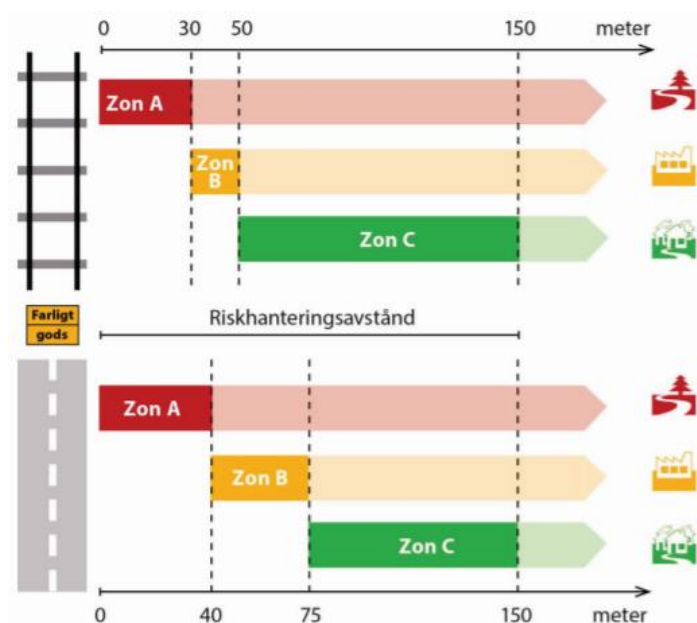 0 30 50 150 meter
Zon A
Zon
B
Zon C
Farligt
gods
Riskhanteringsavstånd
Zon A
Zon B
Zon C
0 40 75 150 meter